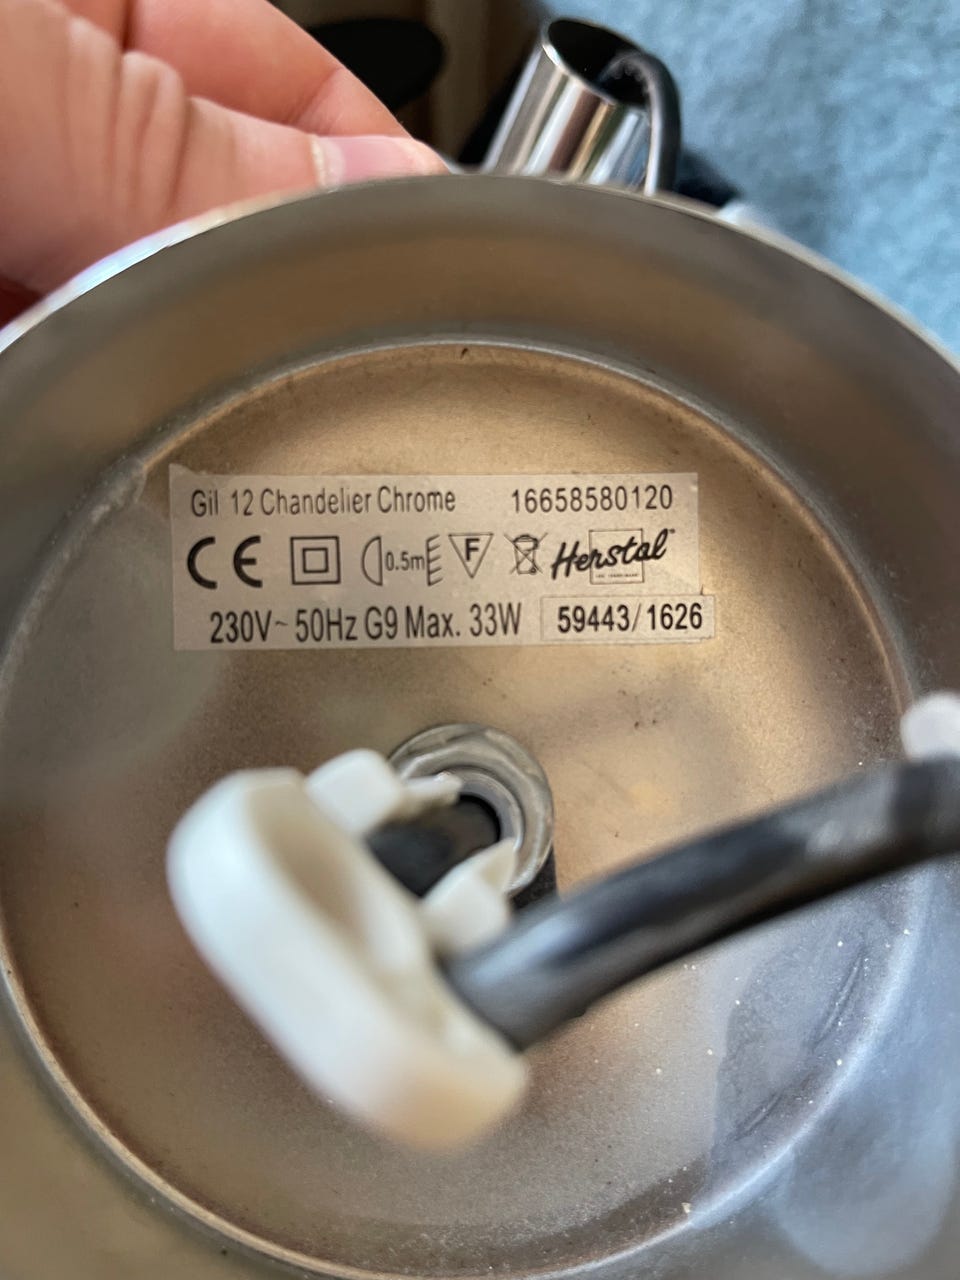 Gil 12 Chandelier Chrome 16658580120
CE 0.5m F Herstal
230V~ 50Hz G9 Max. 33W 59443/1626